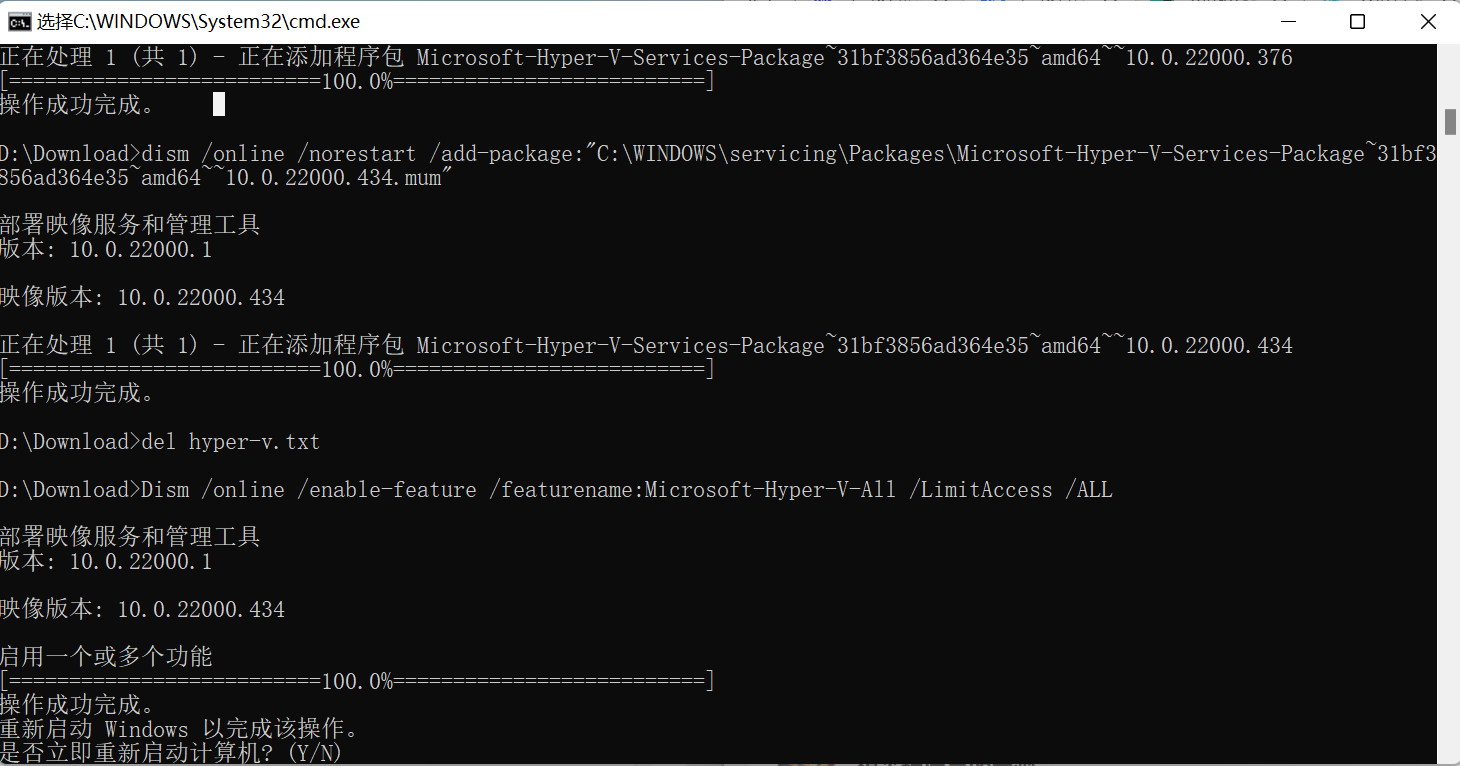 选择C:\WINDOWS\System32\cmd.exe
正在处理 1 (共 1) - 正在添加程序包 Microsoft-Hyper-V-Services-Package~31bf3856ad364e35~amd64~~10.0.22000.376
[==========================100.0%==========================]
操作成功完成。
D:\Download>dism /online /norestart /add-package:"C:\WINDOWS\servicing\Packages\Microsoft-Hyper-V-Services-Package~31bf3
856ad364e35~amd64~~10.0.22000.434.mum"
部署映像服务和管理工具
版本: 10.0.22000.1
映像版本: 10.0.22000.434
正在处理 1 (共 1) - 正在添加程序包 Microsoft-Hyper-V-Services-Package~31bf3856ad364e35~amd64~~10.0.22000.434
[==========================100.0%==========================]
操作成功完成。
D:\Download>del hyper-v.txt
D:\Download>Dism /online /enable-feature /featurename:Microsoft-Hyper-V-All /LimitAccess /ALL
部署映像服务和管理工具
版本: 10.0.22000.1
映像版本: 10.0.22000.434
启用一个或多个功能
[==========================100.0%==========================]
操作成功完成。
重新启动 Windows 以完成该操作。
是否立即重新启动计算机? (Y/N)